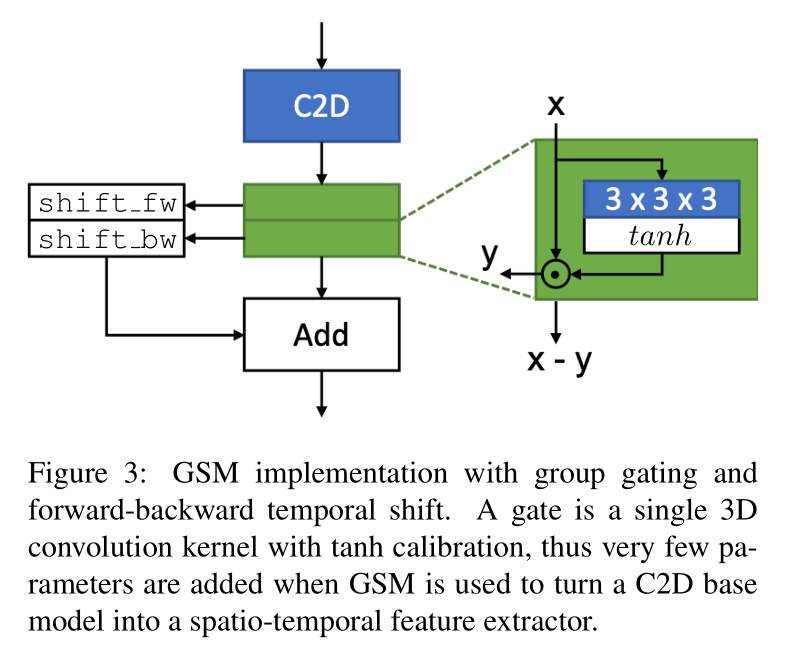 C2D
x
shift_fw
3 x 3 x 3
shift_bw
tanh
y
Add
x - y
Figure 3: GSM implementation with group gating and
forward-backward temporal shift. A gate is a single 3D
convolution kernel with tanh calibration, thus very few pa-
rameters are added when GSM is used to turn a C2D base
model into a spatio-temporal feature extractor.